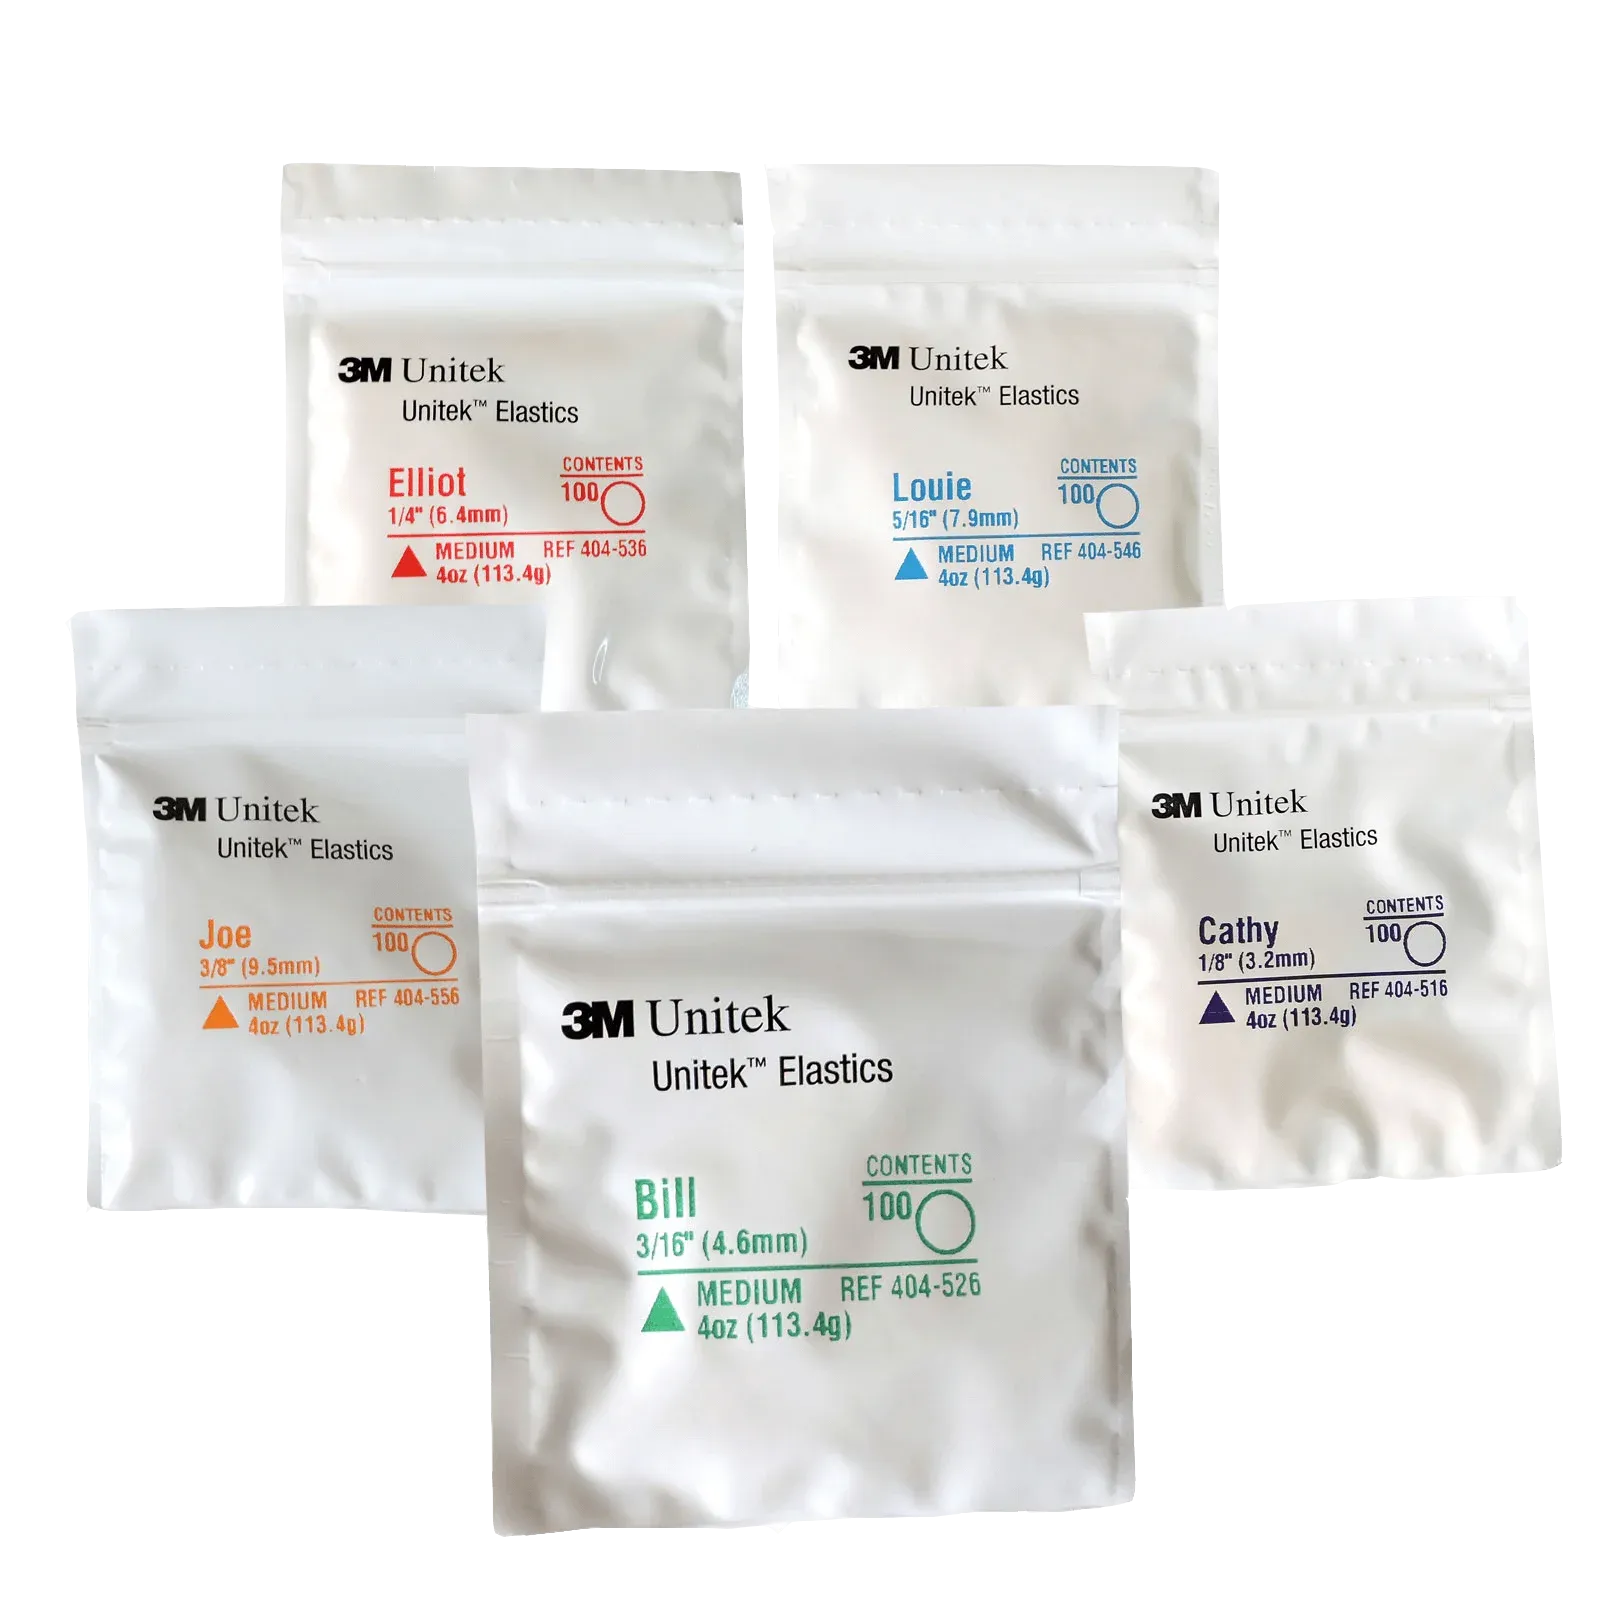 3M Unitek
Unitek™ Elastics
Elliot
1/4" (6.4mm)
CONTENTS
100
MEDIUM REF 404-536
4oz (113.4g)
3M Unitek
Unitek™ Elastics
Louie
5/16" (7.9mm)
CONTENTS
100
MEDIUM REF 404-546
4oz (113.4g)
3M Unitek
Unitek™ Elastics
Joe
3/8" (9.5mm)
CONTENTS
100
MEDIUM REF 404-556
4oz (113.4g)
3M Unitek
Unitek™ Elastics
Bill
3/16" (4.6mm)
CONTENTS
100
MEDIUM REF 404-526
4oz (113.4g)
3M Unitek
Unitek™ Elastics
Cathy
1/8" (3.2mm)
CONTENTS
100
MEDIUM REF 404-516
4oz (113.4g)